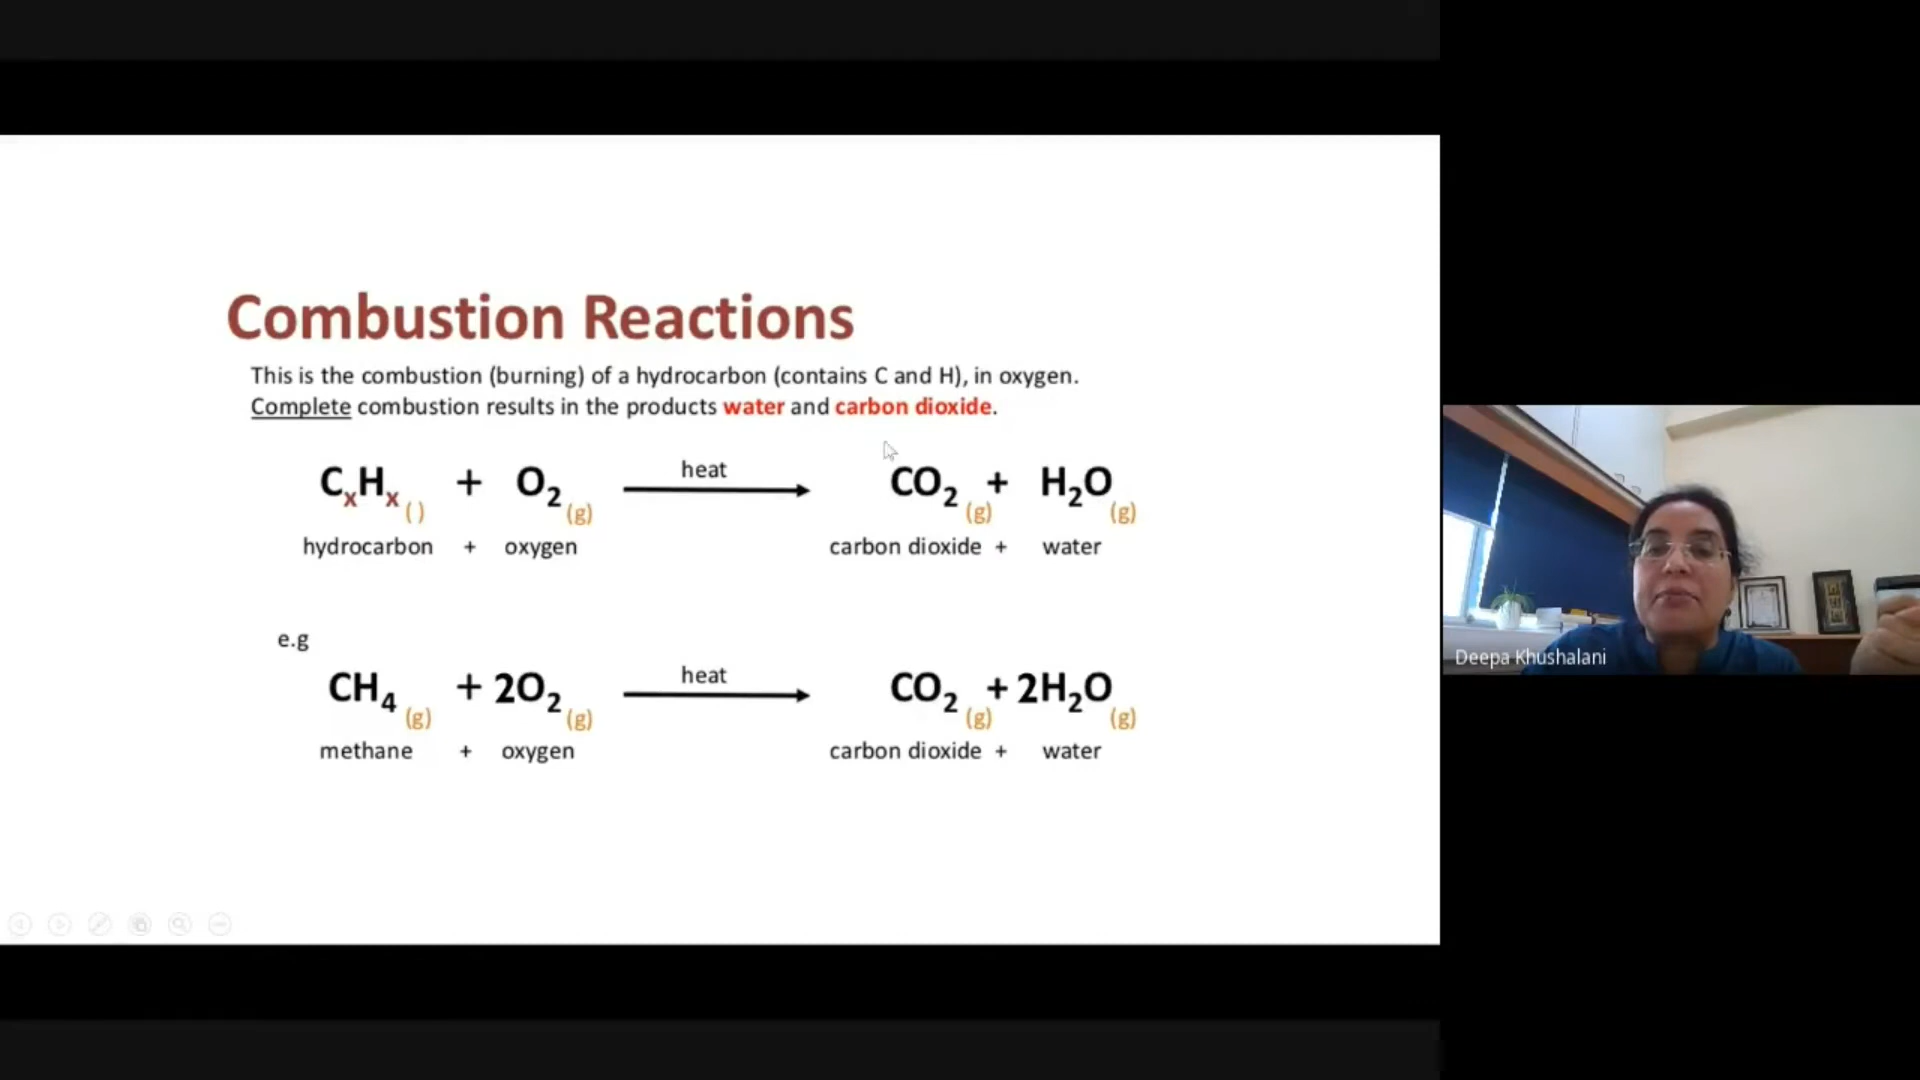 Combustion Reactions
This is the combustion (burning) of a hydrocarbon (contains C and H), in oxygen.
Complete combustion results in the products water and carbon dioxide.
CxHx ( ) + O2 (g) heat CO2 (g) + H2O (g)
hydrocarbon + oxygen carbon dioxide + water
e.g
CH4 (g) + 2O2 (g) heat CO2 (g) + 2H2O (g)
methane + oxygen carbon dioxide + water
Deepa Khushalani